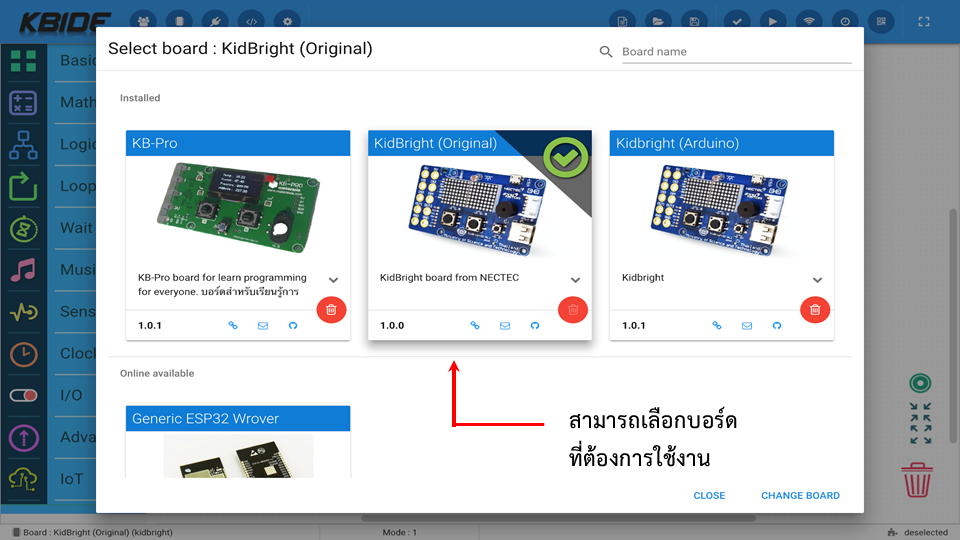 KBIDE
Select board : KidBright (Original)
Board name
Installed
KB-Pro
KidBright (Original)
Kidbright (Arduino)
KB-Pro board for learn programming
for everyone. บอร์ดสำหรับเรียนรู้การ
KidBright board from NECTEC
Kidbright
1.0.1
1.0.0
1.0.1
Online available
Generic ESP32 Wrover
สามารถเลือกบอร์ด
ที่ต้องการใช้งาน
CLOSE
CHANGE BOARD
Basic
Math
Logic
Loop
Wait
Musi
Sens
Clock
I/O
Adva
IoT
Board : KidBright (Original) (kidbright)
Mode : 1
deselected